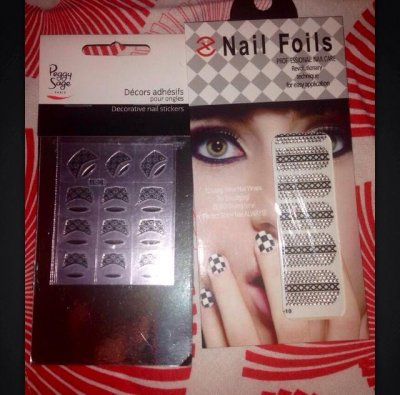 Peggy
Sage
PARIS
Décors adhésifs
pour ongles
Decorative nail stickers
Nail Foils
PROFESSIONAL NAIL CARE
Revolutionary
technique
for easy application